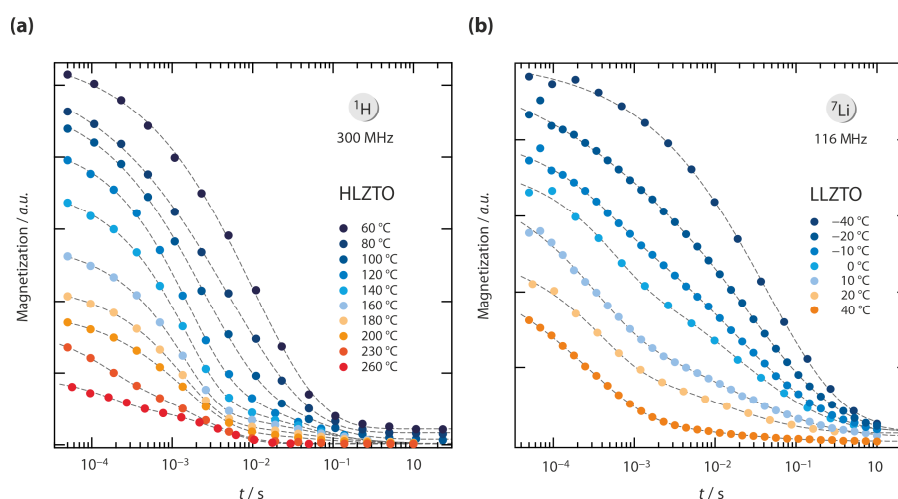 (a)
(b)
¹H
300 MHz
HLZTO
60 °C
80 °C
100 °C
120 °C
140 °C
160 °C
180 °C
200 °C
230 °C
260 °C
Magnetization / a.u.
10⁻⁴ 10⁻³ 10⁻² 10⁻¹ 1 10
t / s
⁷Li
116 MHz
LLZTO
−40 °C
−20 °C
−10 °C
0 °C
10 °C
20 °C
40 °C
Magnetization / a.u.
10⁻⁴ 10⁻³ 10⁻² 10⁻¹ 1 10
t / s